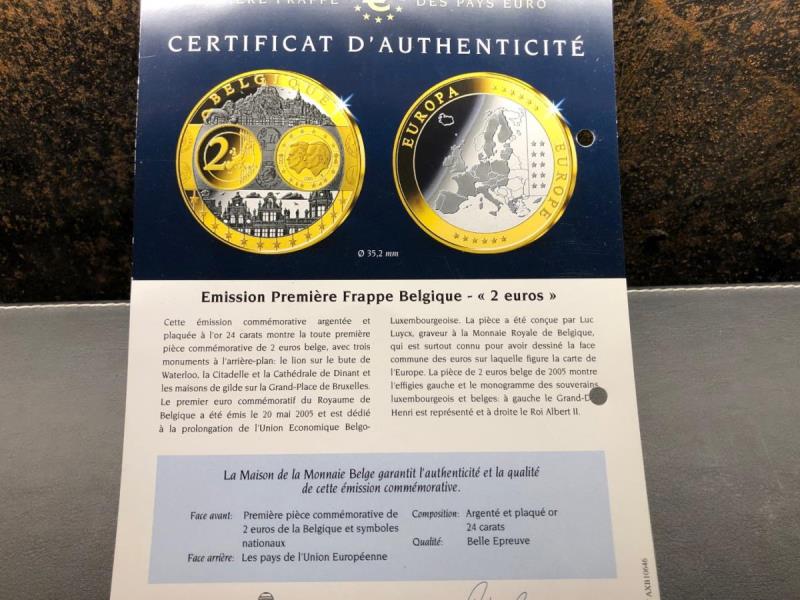 PREMIÈRE FRAPPE DES PAYS EURO
CERTIFICAT D'AUTHENTICITÉ
BELGIQUE
2
EUROPA
EUROPE
Ø 35,2 mm
Emission Première Frappe Belgique - « 2 euros »
Cette émission commémorative argentée et
plaquée à l'or 24 carats montre la toute première
pièce commémorative de 2 euros belge, avec trois
monuments à l'arrière-plan: le lion sur le bute de
Waterloo, la Citadelle et la Cathédrale de Dinant et
les maisons de gilde sur la Grand-Place de Bruxelles.
Le premier euro commémoratif du Royaume de
Belgique a été émis le 20 mai 2005 et est dédié
à la prolongation de l'Union Economique Belgo-
Luxembourgeoise. La pièce a été conçue par Luc
Luycx, graveur à la Monnaie Royale de Belgique,
qui est surtout connu pour avoir dessiné la face
commune des euros sur laquelle figure la carte de
l'Europe. La pièce de 2 euros belge de 2005 montre
l'effigies gauche et le monogramme des souverains
luxembourgeois et belges: à gauche le Grand-D
Henri est représenté et à droite le Roi Albert II.
La Maison de la Monnaie Belge garantit l'authenticité et la qualité
de cette émission commémorative.
Face avant: Première pièce commémorative de
2 euros de la Belgique et symboles
nationaux
Face arrière: Les pays de l'Union Européenne
Composition: Argenté et plaqué or
24 carats
Qualité: Belle Epreuve
AXB10646